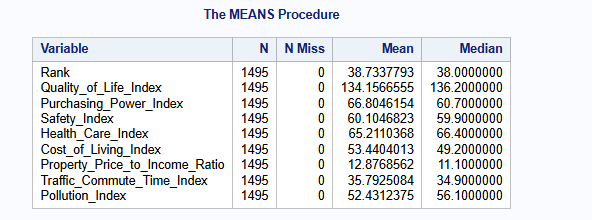 The MEANS Procedure
Variable N N Miss Mean Median
Rank 1495 0 38.7337793 38.0000000
Quality_of_Life_Index 1495 0 134.1566555 136.2000000
Purchasing_Power_Index 1495 0 66.8046154 60.7000000
Safety_Index 1495 0 60.1046823 59.9000000
Health_Care_Index 1495 0 65.2110368 66.4000000
Cost_of_Living_Index 1495 0 53.4404013 49.2000000
Property_Price_to_Income_Ratio 1495 0 12.8768562 11.1000000
Traffic_Commute_Time_Index 1495 0 35.7925084 34.9000000
Pollution_Index 1495 0 52.4312375 56.1000000